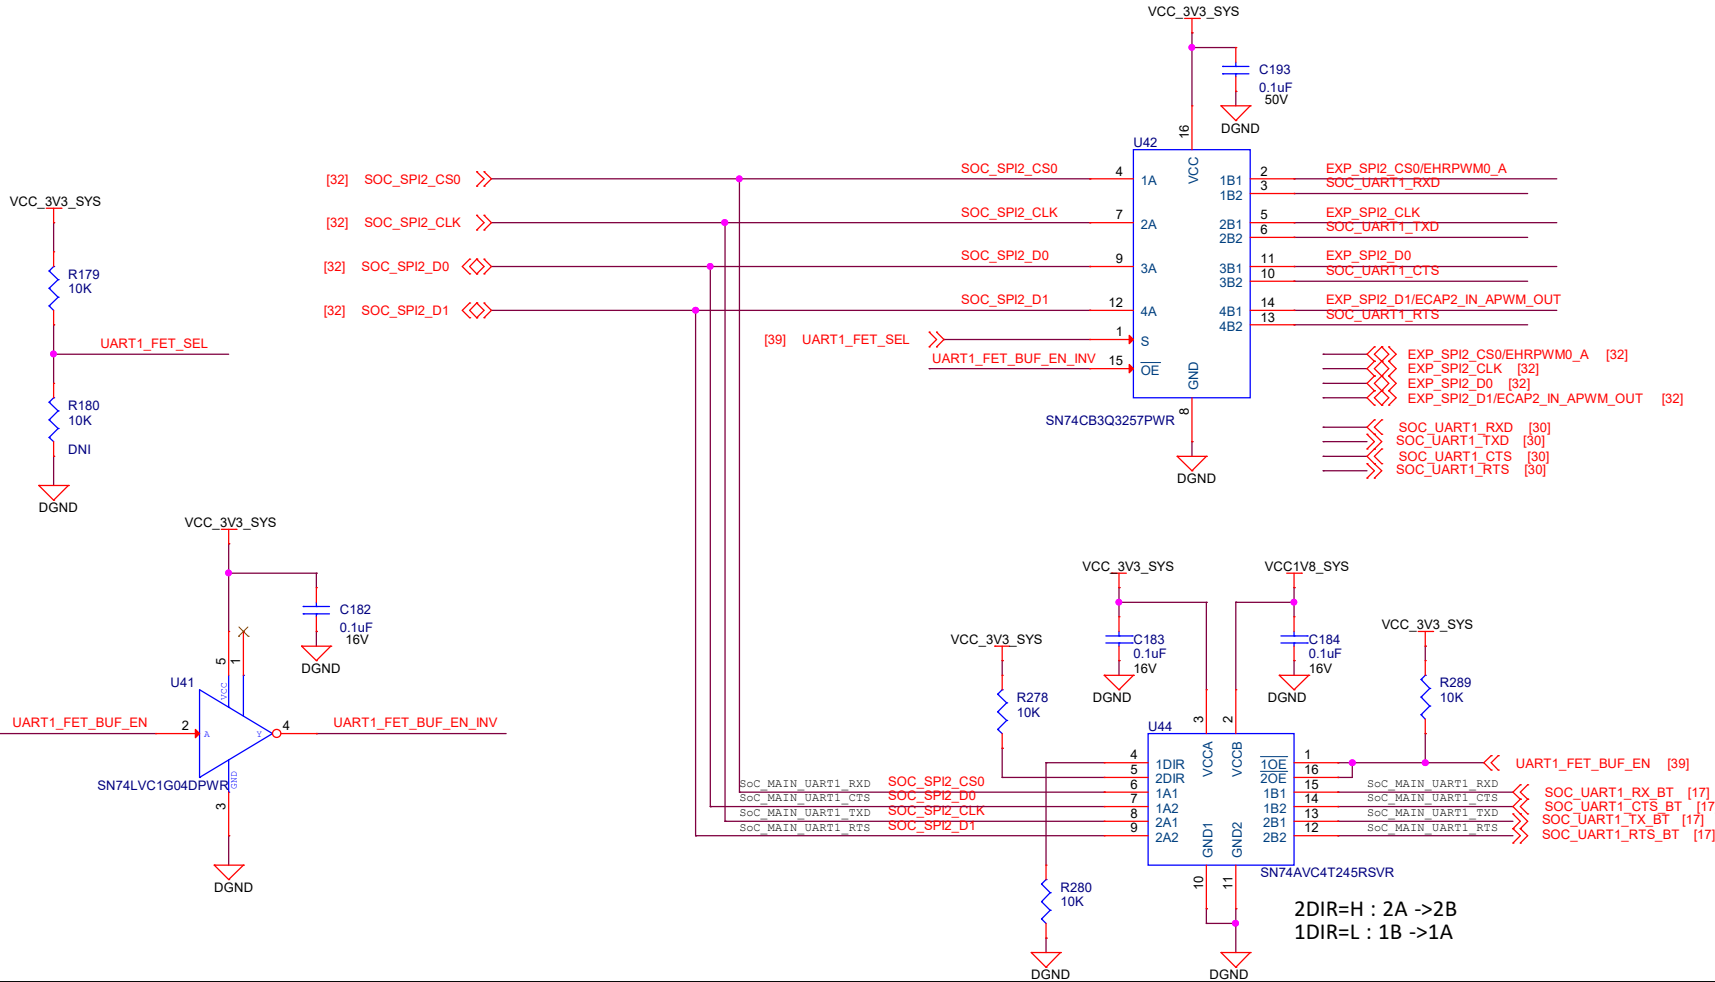 VCC_3V3_SYS
C193
0.1uF
50V
DGND
16
U42
VCC
[32] SOC_SPI2_CS0
SOC_SPI2_CS0
4
1A
1B1
2
EXP_SPI2_CS0/EHRPWM0_A
1B2
3
SOC_UART1_RXD
[32] SOC_SPI2_CLK
SOC_SPI2_CLK
7
2A
2B1
5
EXP_SPI2_CLK
2B2
6
SOC_UART1_TXD
[32] SOC_SPI2_D0
SOC_SPI2_D0
9
3A
3B1
11
EXP_SPI2_D0
3B2
10
SOC_UART1_CTS
[32] SOC_SPI2_D1
SOC_SPI2_D1
12
4A
4B1
14
EXP_SPI2_D1/ECAP2_IN_APWM_OUT
4B2
13
SOC_UART1_RTS
[39] UART1_FET_SEL
1
S
UART1_FET_BUF_EN_INV
15
OE
GND
8
SN74CB3Q3257PWR
DGND
EXP_SPI2_CS0/EHRPWM0_A [32]
EXP_SPI2_CLK [32]
EXP_SPI2_D0 [32]
EXP_SPI2_D1/ECAP2_IN_APWM_OUT [32]
SOC_UART1_RXD [30]
SOC_UART1_TXD [30]
SOC_UART1_CTS [30]
SOC_UART1_RTS [30]
VCC_3V3_SYS
R179
10K
UART1_FET_SEL
R180
10K
DNI
DGND
VCC_3V3_SYS
C182
0.1uF
16V
DGND
5
1
U41
VCC
UART1_FET_BUF_EN
2
A
Y
4
UART1_FET_BUF_EN_INV
GND
SN74LVC1G04DPWR
3
DGND
VCC_3V3_SYS
VCC1V8_SYS
VCC_3V3_SYS
C183
0.1uF
16V
DGND
C184
0.1uF
16V
DGND
VCC_3V3_SYS
R278
10K
R289
10K
U44
3
2
VCCA
VCCB
4
1DIR
1OE
1
UART1_FET_BUF_EN [39]
5
2DIR
2OE
16
SoC_MAIN_UART1_RXD
SOC_SPI2_CS0
6
1A1
1B1
15
SoC_MAIN_UART1_RXD
SOC_UART1_RX_BT [17]
SoC_MAIN_UART1_CTS
SOC_SPI2_D0
7
1A2
1B2
14
SoC_MAIN_UART1_CTS
SOC_UART1_CTS_BT [17
SoC_MAIN_UART1_TXD
SOC_SPI2_CLK
8
2A1
2B1
13
SoC_MAIN_UART1_TXD
SOC_UART1_TX_BT [17]
SoC_MAIN_UART1_RTS
SOC_SPI2_D1
9
2A2
2B2
12
SoC_MAIN_UART1_RTS
SOC_UART1_RTS_BT [17]
GND1
GND2
SN74AVC4T245RSVR
10
11
R280
10K
DGND
DGND
2DIR=H : 2A ->2B
1DIR=L : 1B ->1A